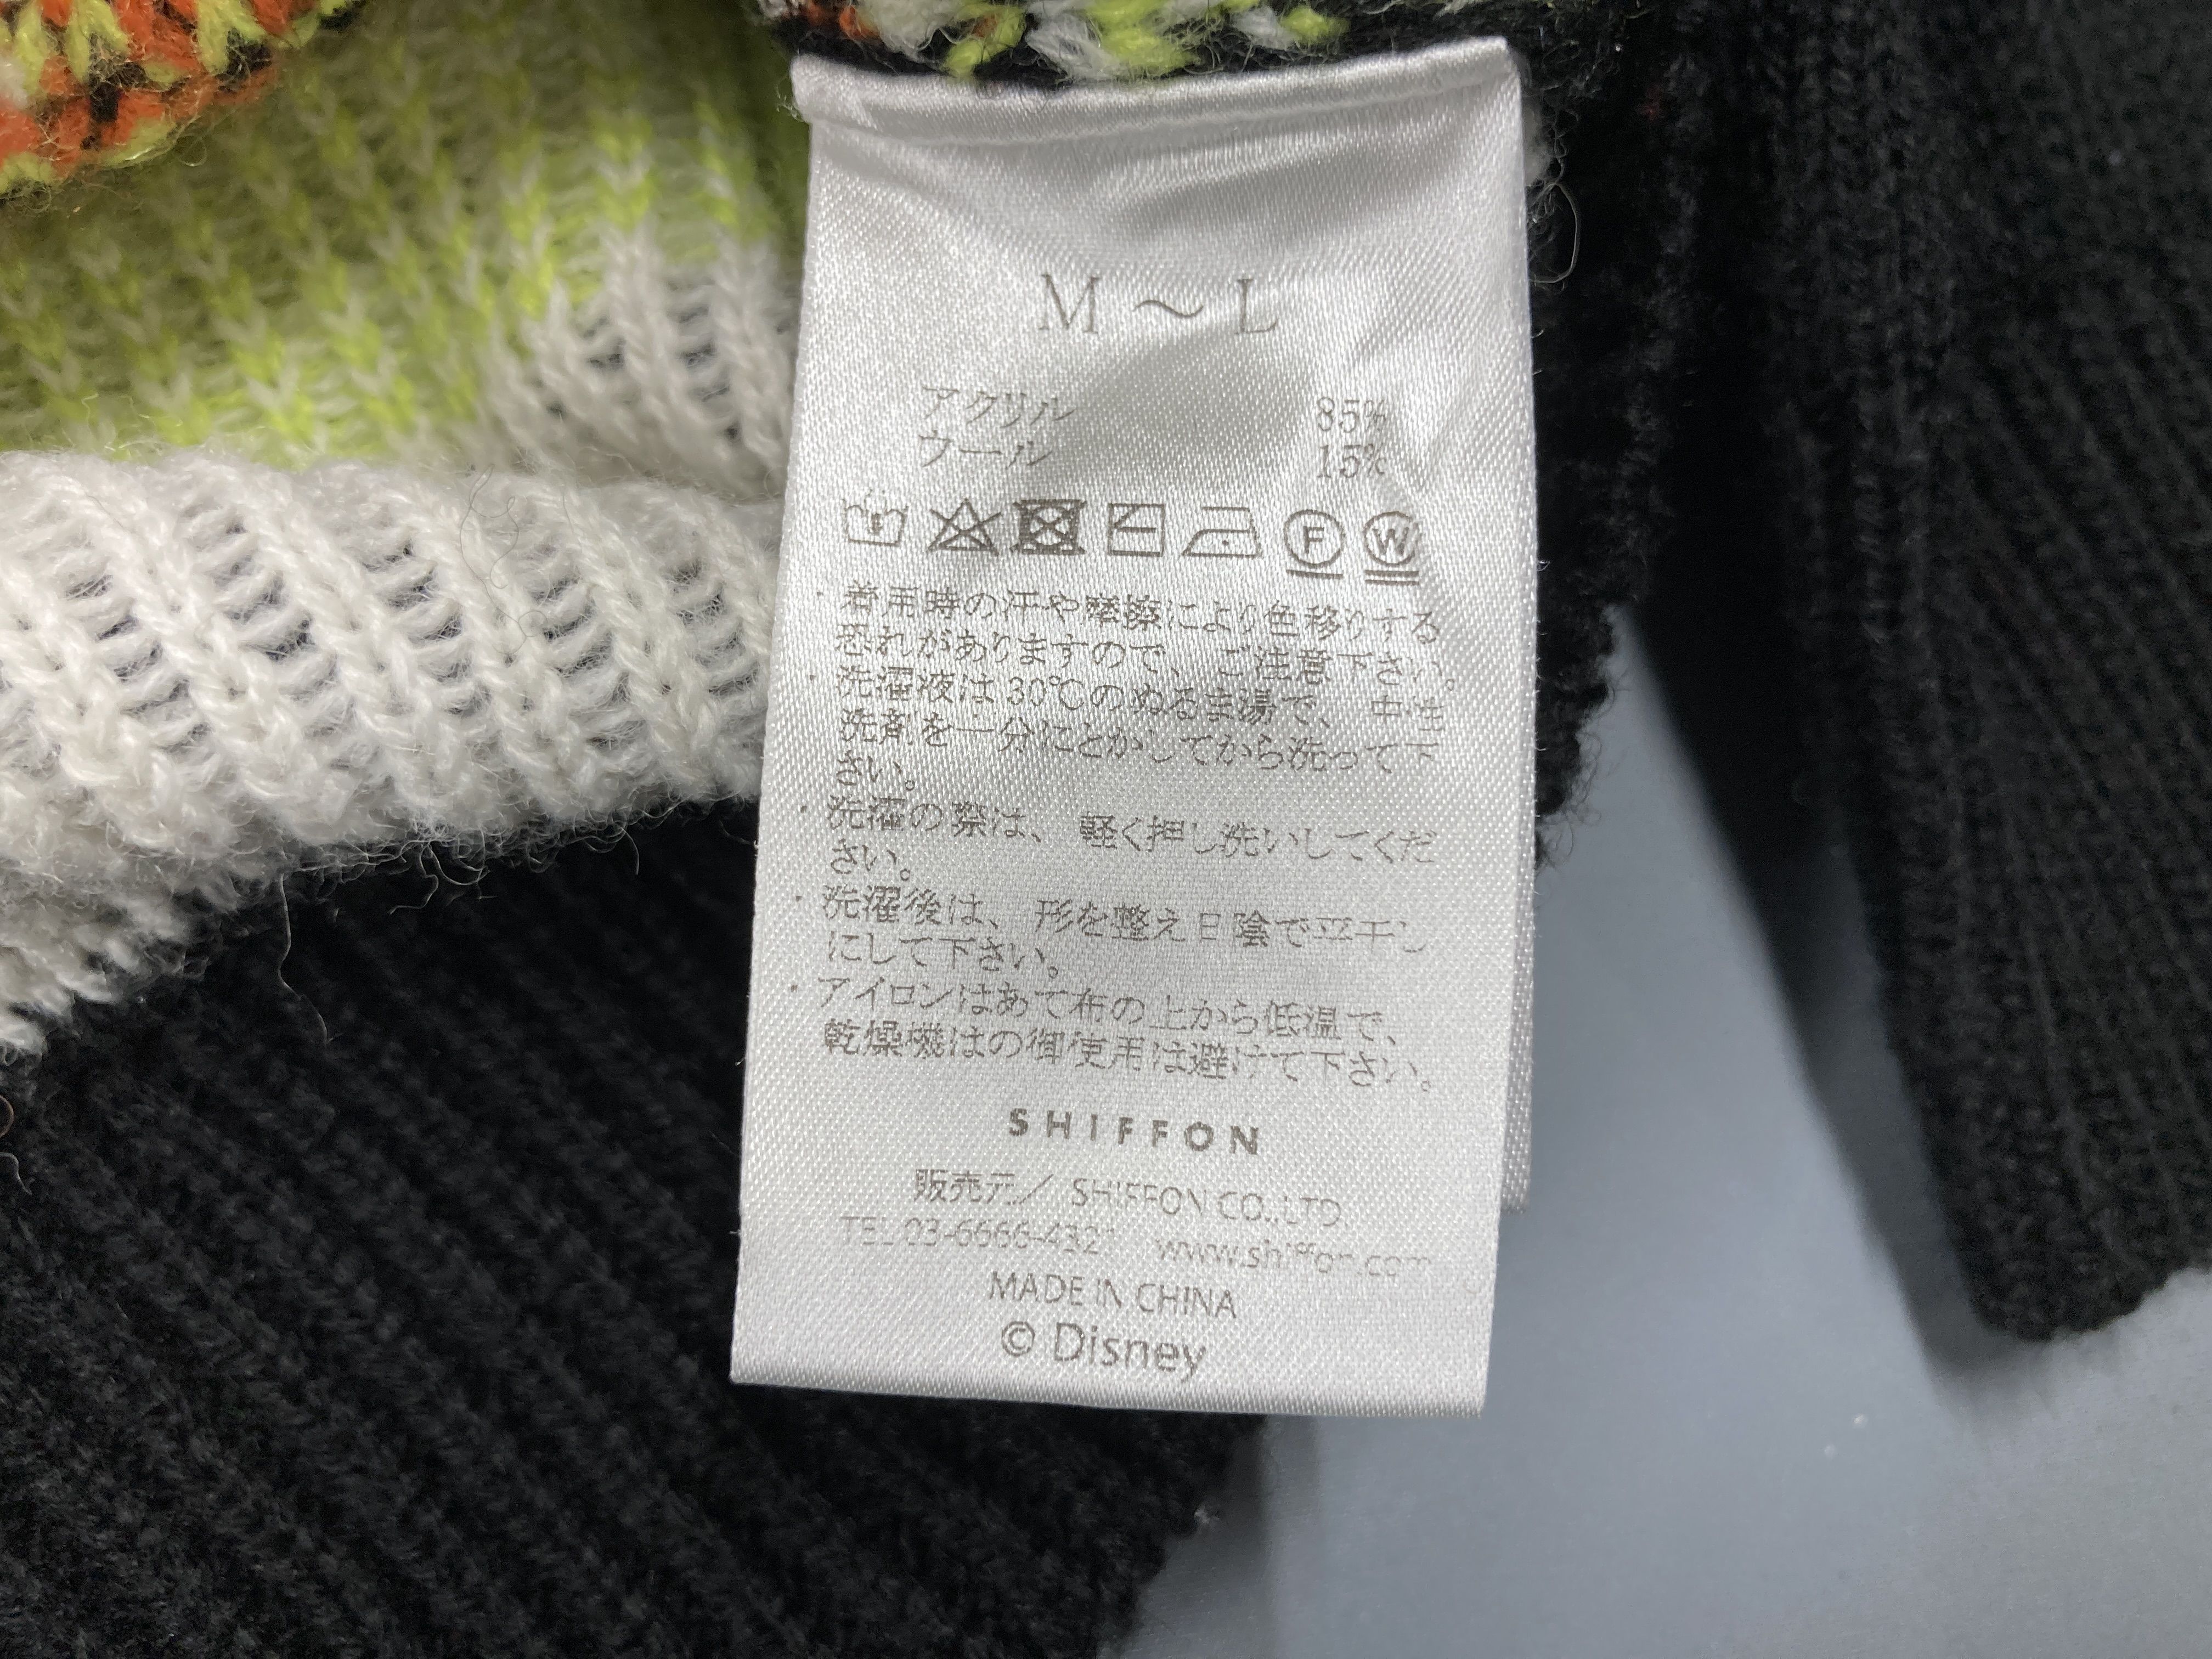 M～L
アクリル 85%
ウール 15%
F W
・着用時の汗や摩擦により色移りする
恐れがありますので、ご注意下さい。
・洗濯液は30℃のぬるま湯で、中性
洗剤を十分にとかしてから洗って下
さい。
・洗濯の際は、軽く押し洗いしてくだ
さい。
・洗濯後は、形を整え日陰で平干し
にして下さい。
・アイロンはあて布の上から低温で、
乾燥機はの御使用は避けて下さい。
SHIFFON
販売元／SHIFFON CO.,LTD.
TEL 03-6666-4321 www.shiffon.com
MADE IN CHINA
© Disney